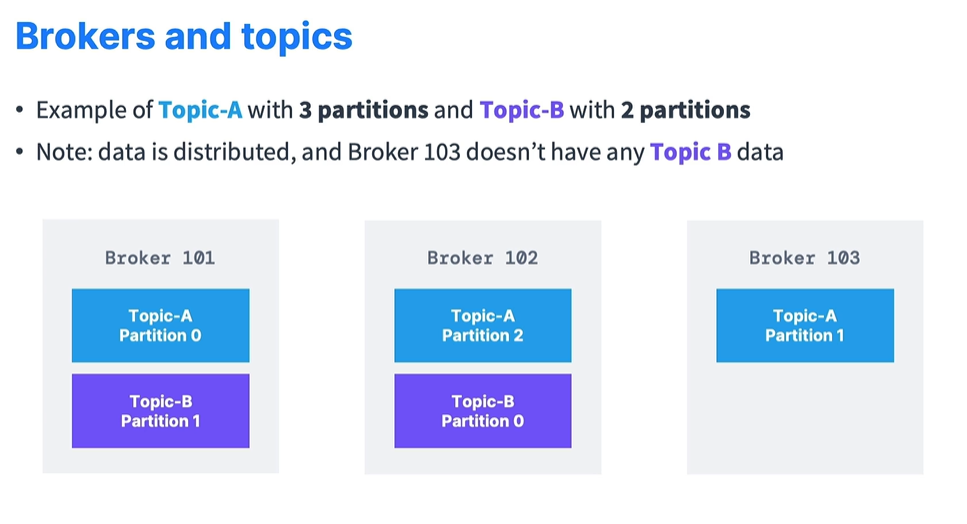 Brokers and topics
• Example of Topic-A with 3 partitions and Topic-B with 2 partitions
• Note: data is distributed, and Broker 103 doesn’t have any Topic B data
Broker 101
Topic-A
Partition 0
Topic-B
Partition 1
Broker 102
Topic-A
Partition 2
Topic-B
Partition 0
Broker 103
Topic-A
Partition 1